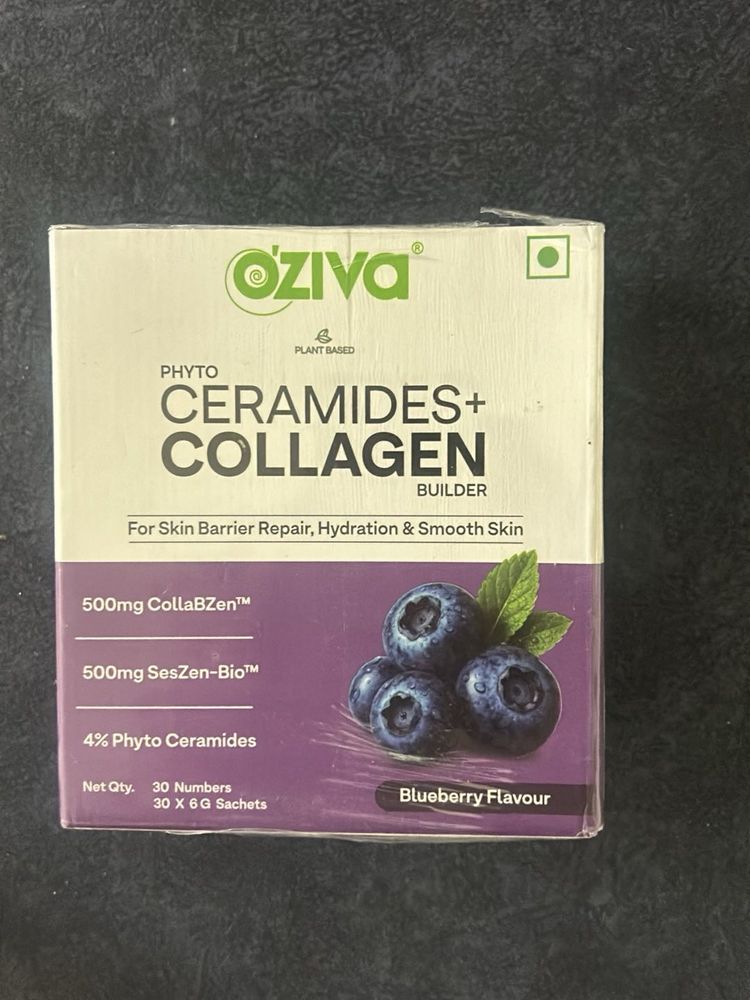 O'ZIVA®
PLANT BASED
PHYTO
CERAMIDES+
COLLAGEN
BUILDER
For Skin Barrier Repair, Hydration & Smooth Skin
500mg CollaBZen™
500mg SesZen-Bio™
4% Phyto Ceramides
Net Qty. 30 Numbers
30 X 6 G Sachets
Blueberry Flavour